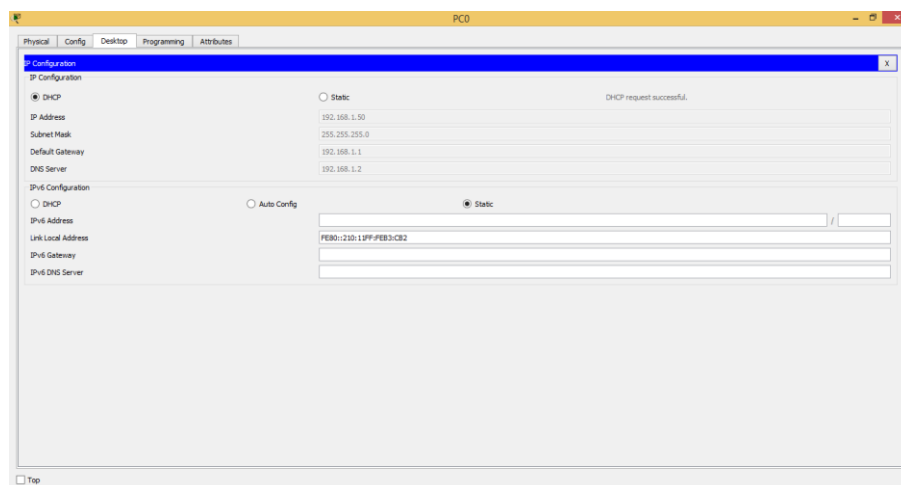 PC0
Physical Config Desktop Programming Attributes
IP Configuration X
IP Configuration
DHCP Static DHCP request successful.
IP Address 192.168.1.50
Subnet Mask 255.255.255.0
Default Gateway 192.168.1.1
DNS Server 192.168.1.2
IPv6 Configuration
DHCP Auto Config Static
IPv6 Address /
Link Local Address FE80::210:11FF:FEB3:CB2
IPv6 Gateway
IPv6 DNS Server
Top